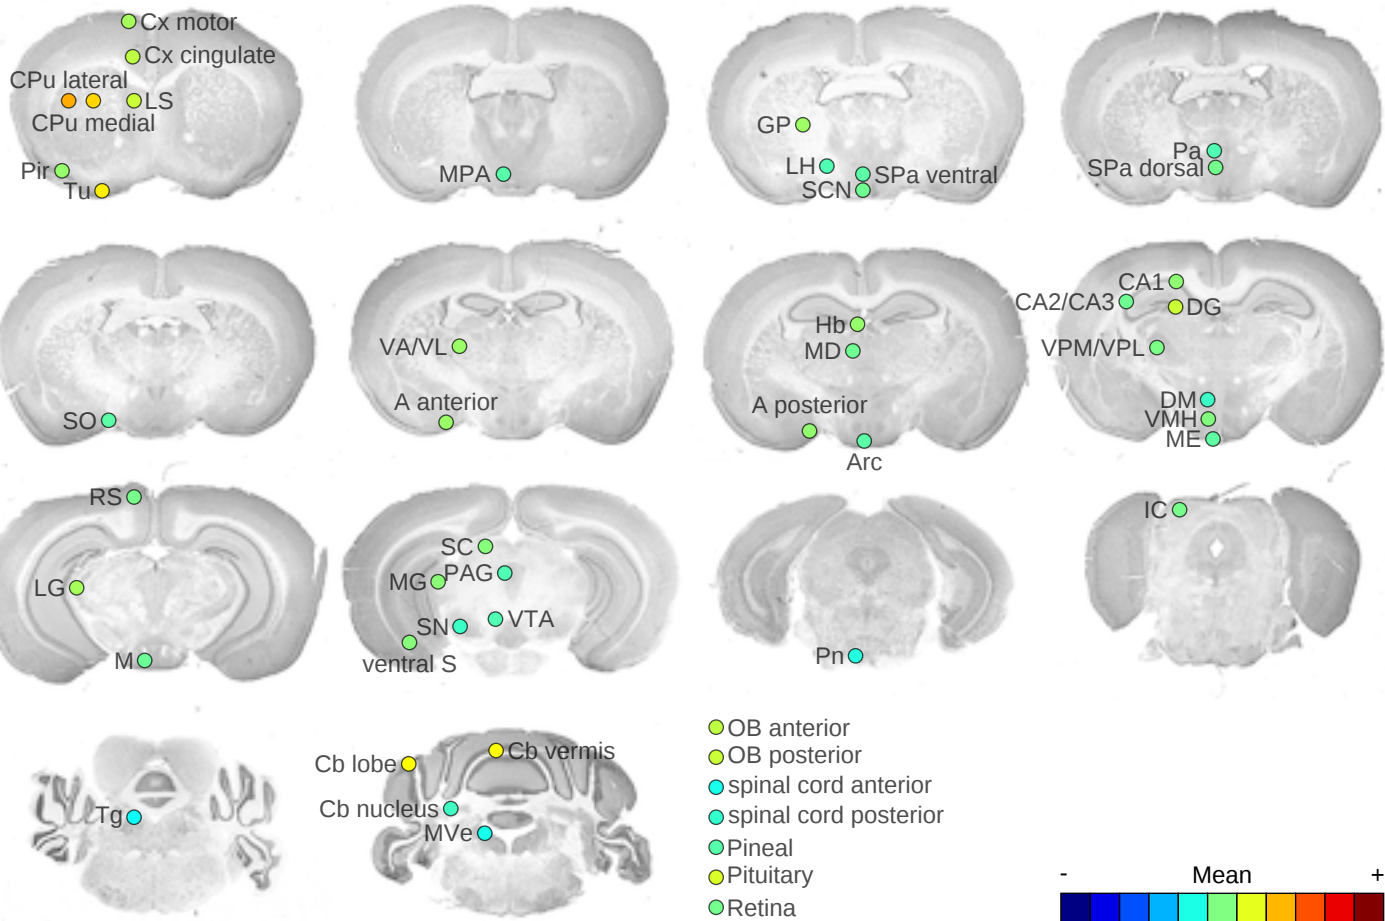 Cx motor
Cx cingulate
CPu lateral
LS
CPu medial
Pir
Tu
MPA
GP
LH
SPa ventral
SCN
Pa
SPa dorsal
SO
VA/VL
A anterior
Hb
MD
A posterior
Arc
CA1
CA2/CA3
DG
VPM/VPL
DM
VMH
ME
RS
LG
M
SC
MG
PAG
SN
VTA
ventral S
Pn
IC
Tg
Cb lobe
Cb vermis
Cb nucleus
MVe
OB anterior
OB posterior
spinal cord anterior
spinal cord posterior
Pineal
Pituitary
Retina
- Mean +